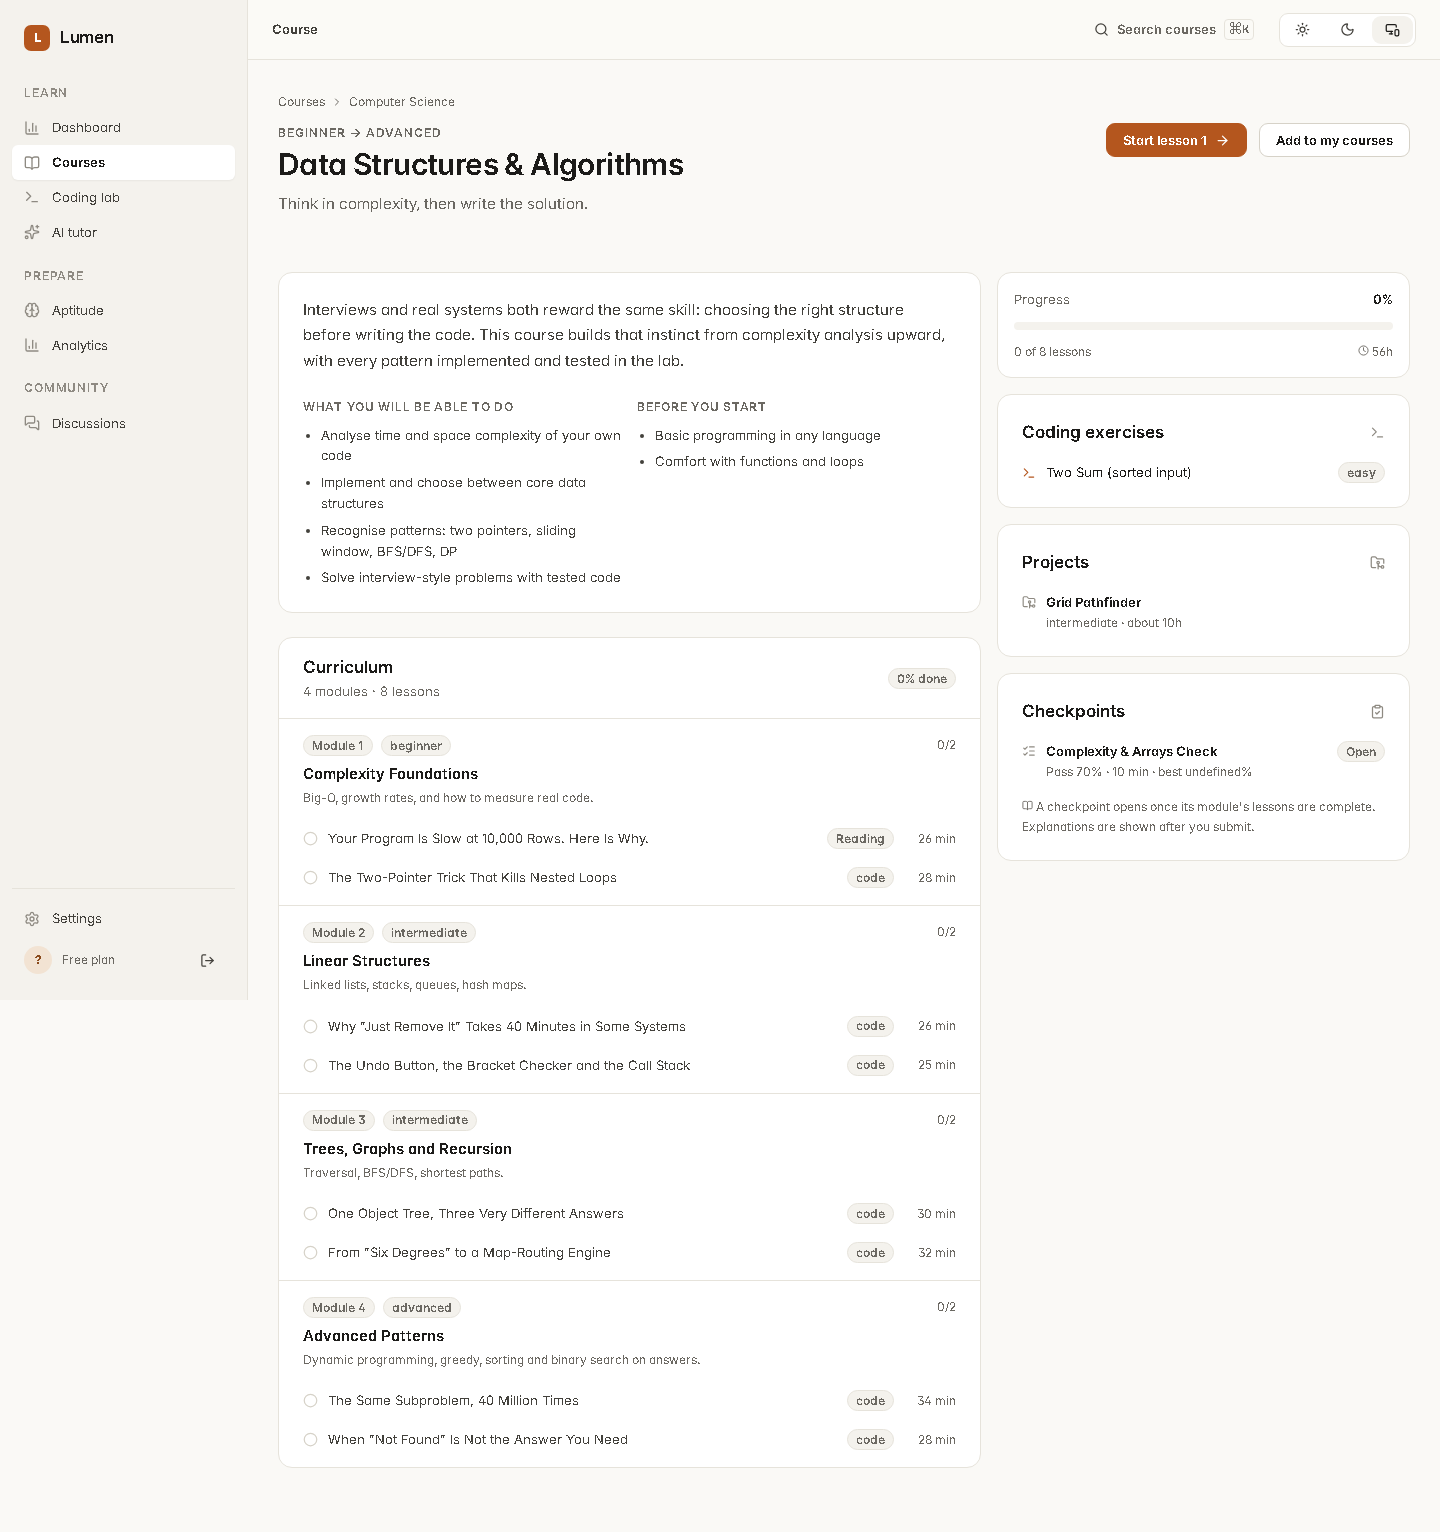 L Lumen
LEARN
Dashboard
Courses
Coding lab
AI tutor
PREPARE
Aptitude
Analytics
COMMUNITY
Discussions
Settings
? Free plan
Course
Search courses ⌘K
Courses > Computer Science
BEGINNER → ADVANCED
Data Structures & Algorithms
Think in complexity, then write the solution.
Start lesson 1 →
Add to my courses
Interviews and real systems both reward the same skill: choosing the right structure
before writing the code. This course builds that instinct from complexity analysis upward,
with every pattern implemented and tested in the lab.
WHAT YOU WILL BE ABLE TO DO
• Analyse time and space complexity of your own
code
• Implement and choose between core data
structures
• Recognise patterns: two pointers, sliding
window, BFS/DFS, DP
• Solve interview-style problems with tested code
BEFORE YOU START
• Basic programming in any language
• Comfort with functions and loops
Curriculum
4 modules · 8 lessons
0% done
Module 1 beginner 0/2
Complexity Foundations
Big-O, growth rates, and how to measure real code.
Your Program Is Slow at 10,000 Rows. Here Is Why. Reading 26 min
The Two-Pointer Trick That Kills Nested Loops code 28 min
Module 2 intermediate 0/2
Linear Structures
Linked lists, stacks, queues, hash maps.
Why "Just Remove It" Takes 40 Minutes in Some Systems code 26 min
The Undo Button, the Bracket Checker and the Call Stack code 25 min
Module 3 intermediate 0/2
Trees, Graphs and Recursion
Traversal, BFS/DFS, shortest paths.
One Object Tree, Three Very Different Answers code 30 min
From "Six Degrees" to a Map-Routing Engine code 32 min
Module 4 advanced 0/2
Advanced Patterns
Dynamic programming, greedy, sorting and binary search on answers.
The Same Subproblem, 40 Million Times code 34 min
When "Not Found" Is Not the Answer You Need code 28 min
Progress 0%
0 of 8 lessons 56h
Coding exercises
Two Sum (sorted input) easy
Projects
Grid Pathfinder
intermediate · about 10h
Checkpoints
Complexity & Arrays Check Open
Pass 70% · 10 min · best undefined%
A checkpoint opens once its module's lessons are complete.
Explanations are shown after you submit.